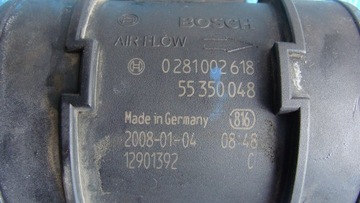 BOSCH
AIR FLOW
0 281 002 618
55 350 048
Made in Germany 816
2008-01-04 08:48
12901392 C